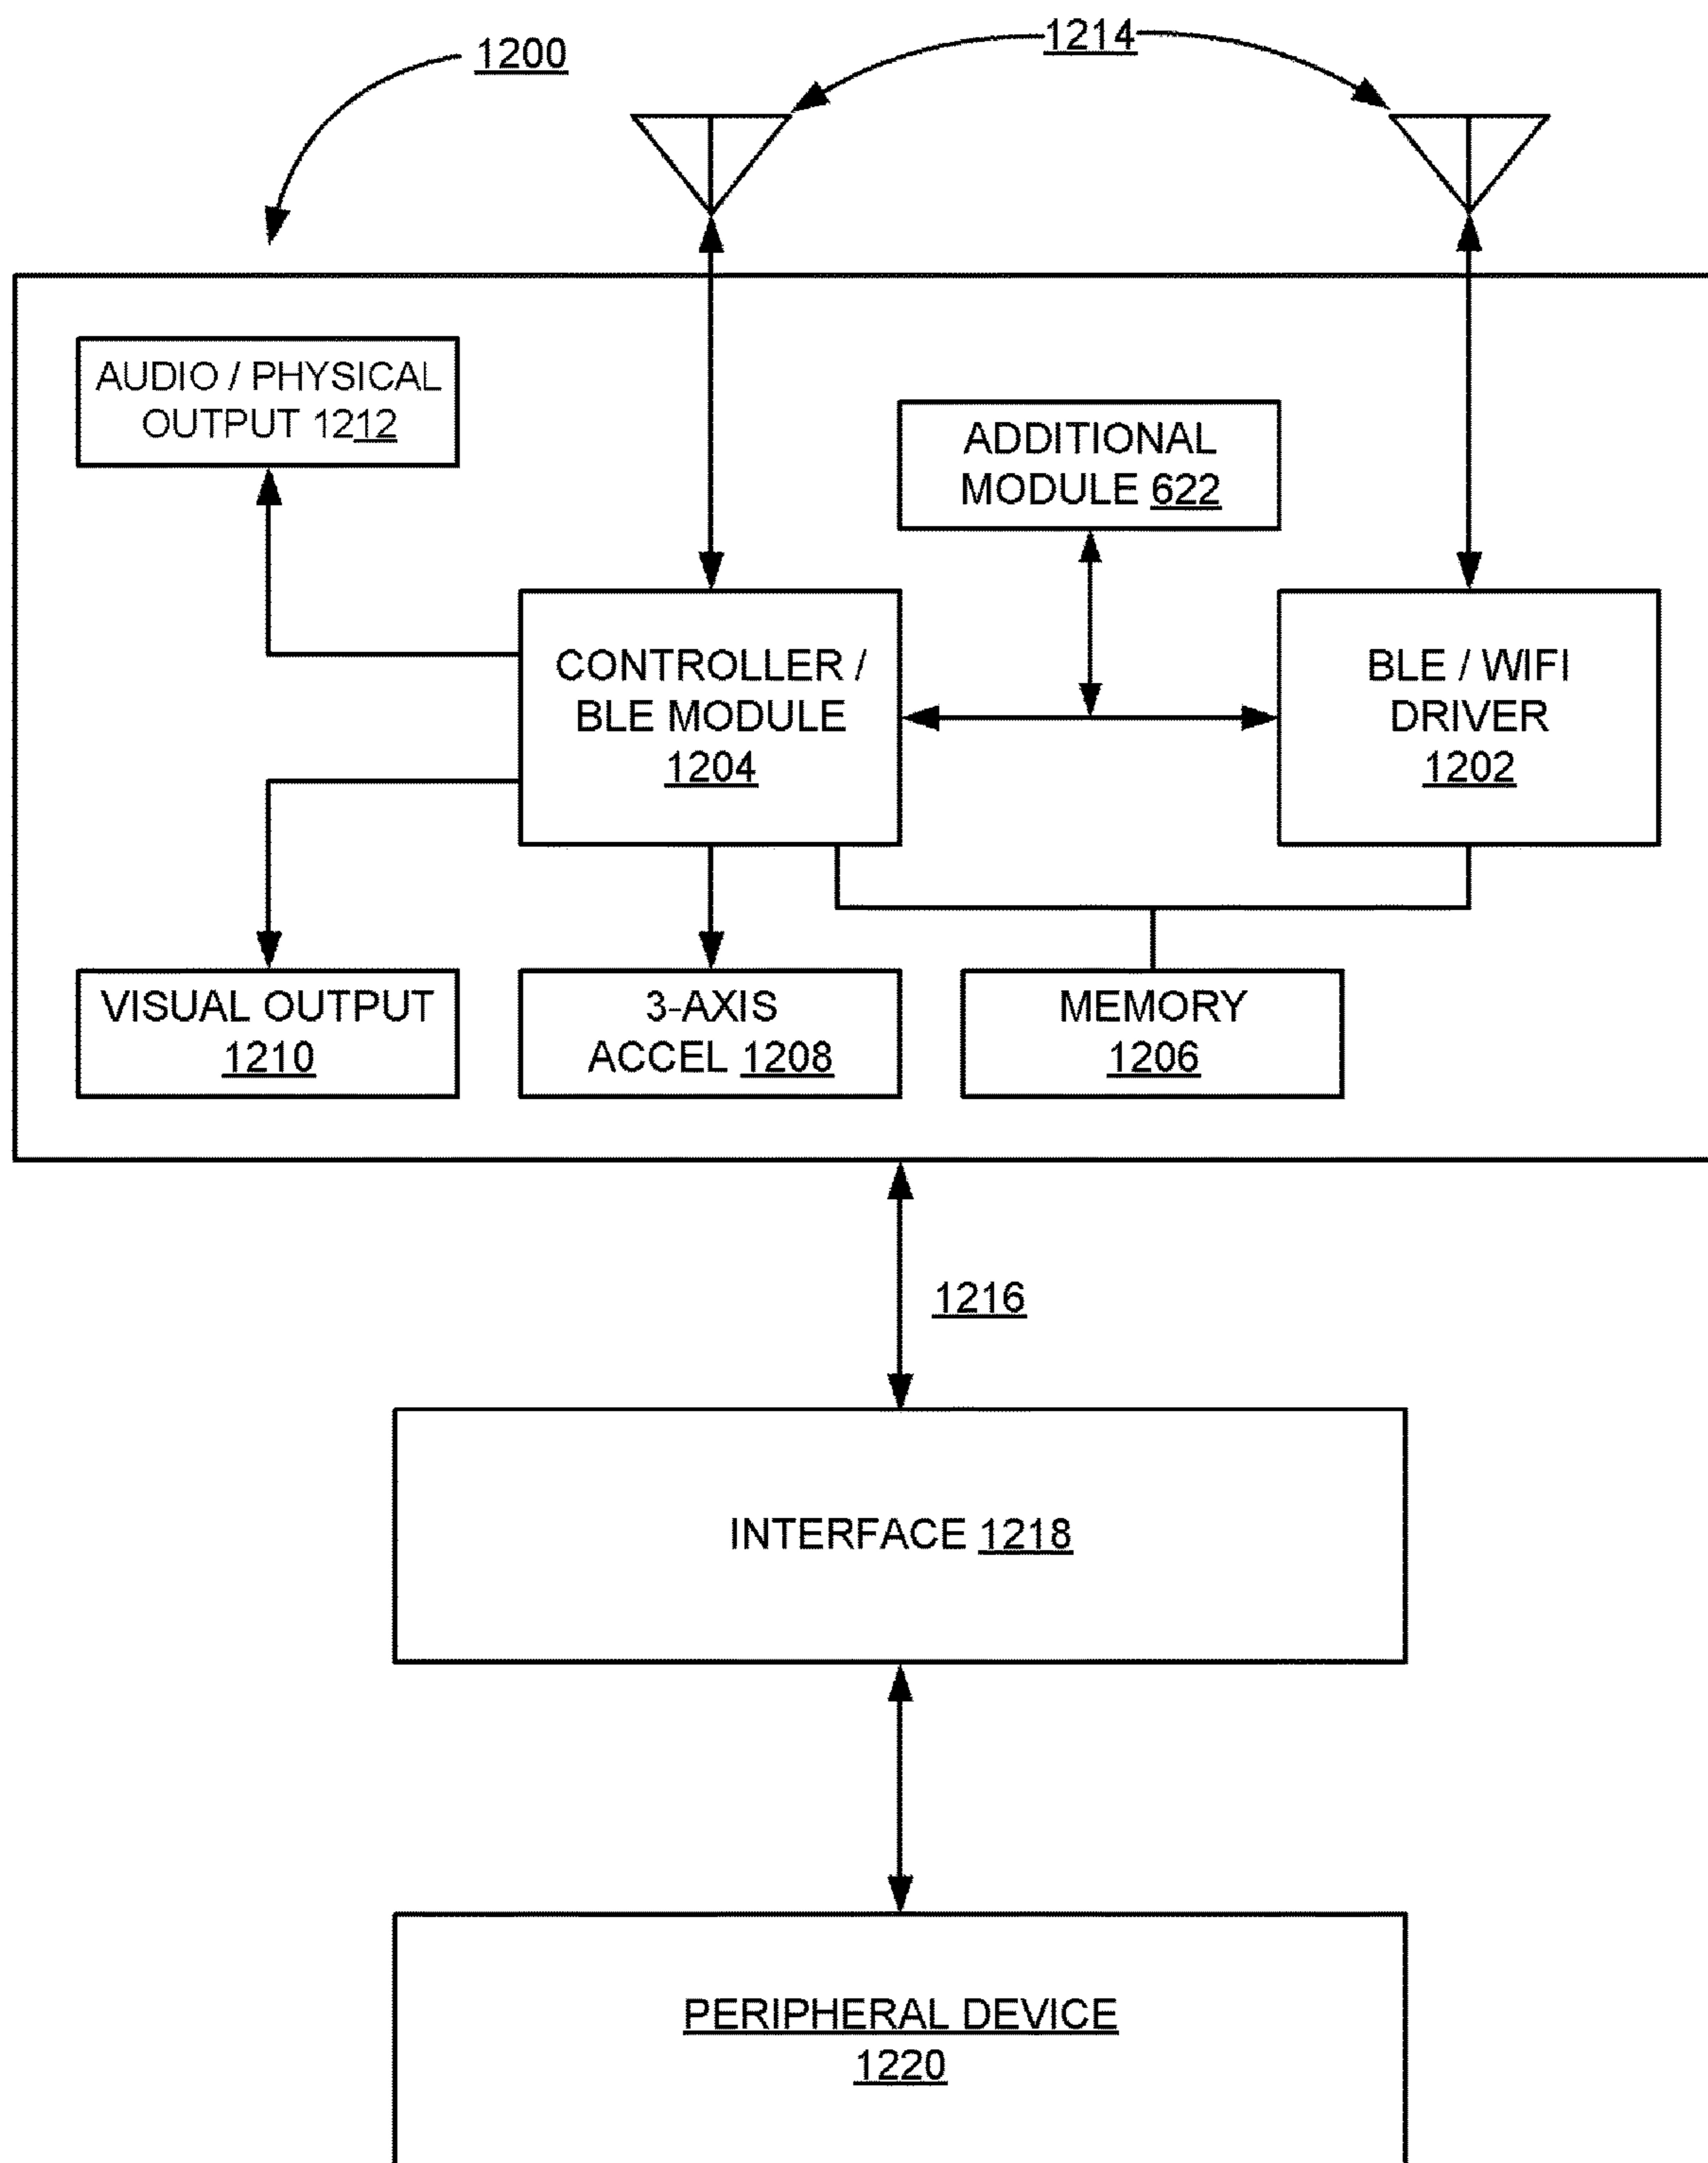 1200
1214
AUDIO / PHYSICAL
OUTPUT 1212
ADDITIONAL
MODULE 622
CONTROLLER /
BLE MODULE
1204
BLE / WIFI
DRIVER
1202
VISUAL OUTPUT
1210
3-AXIS
ACCEL 1208
MEMORY
1206
1216
INTERFACE 1218
PERIPHERAL DEVICE
1220